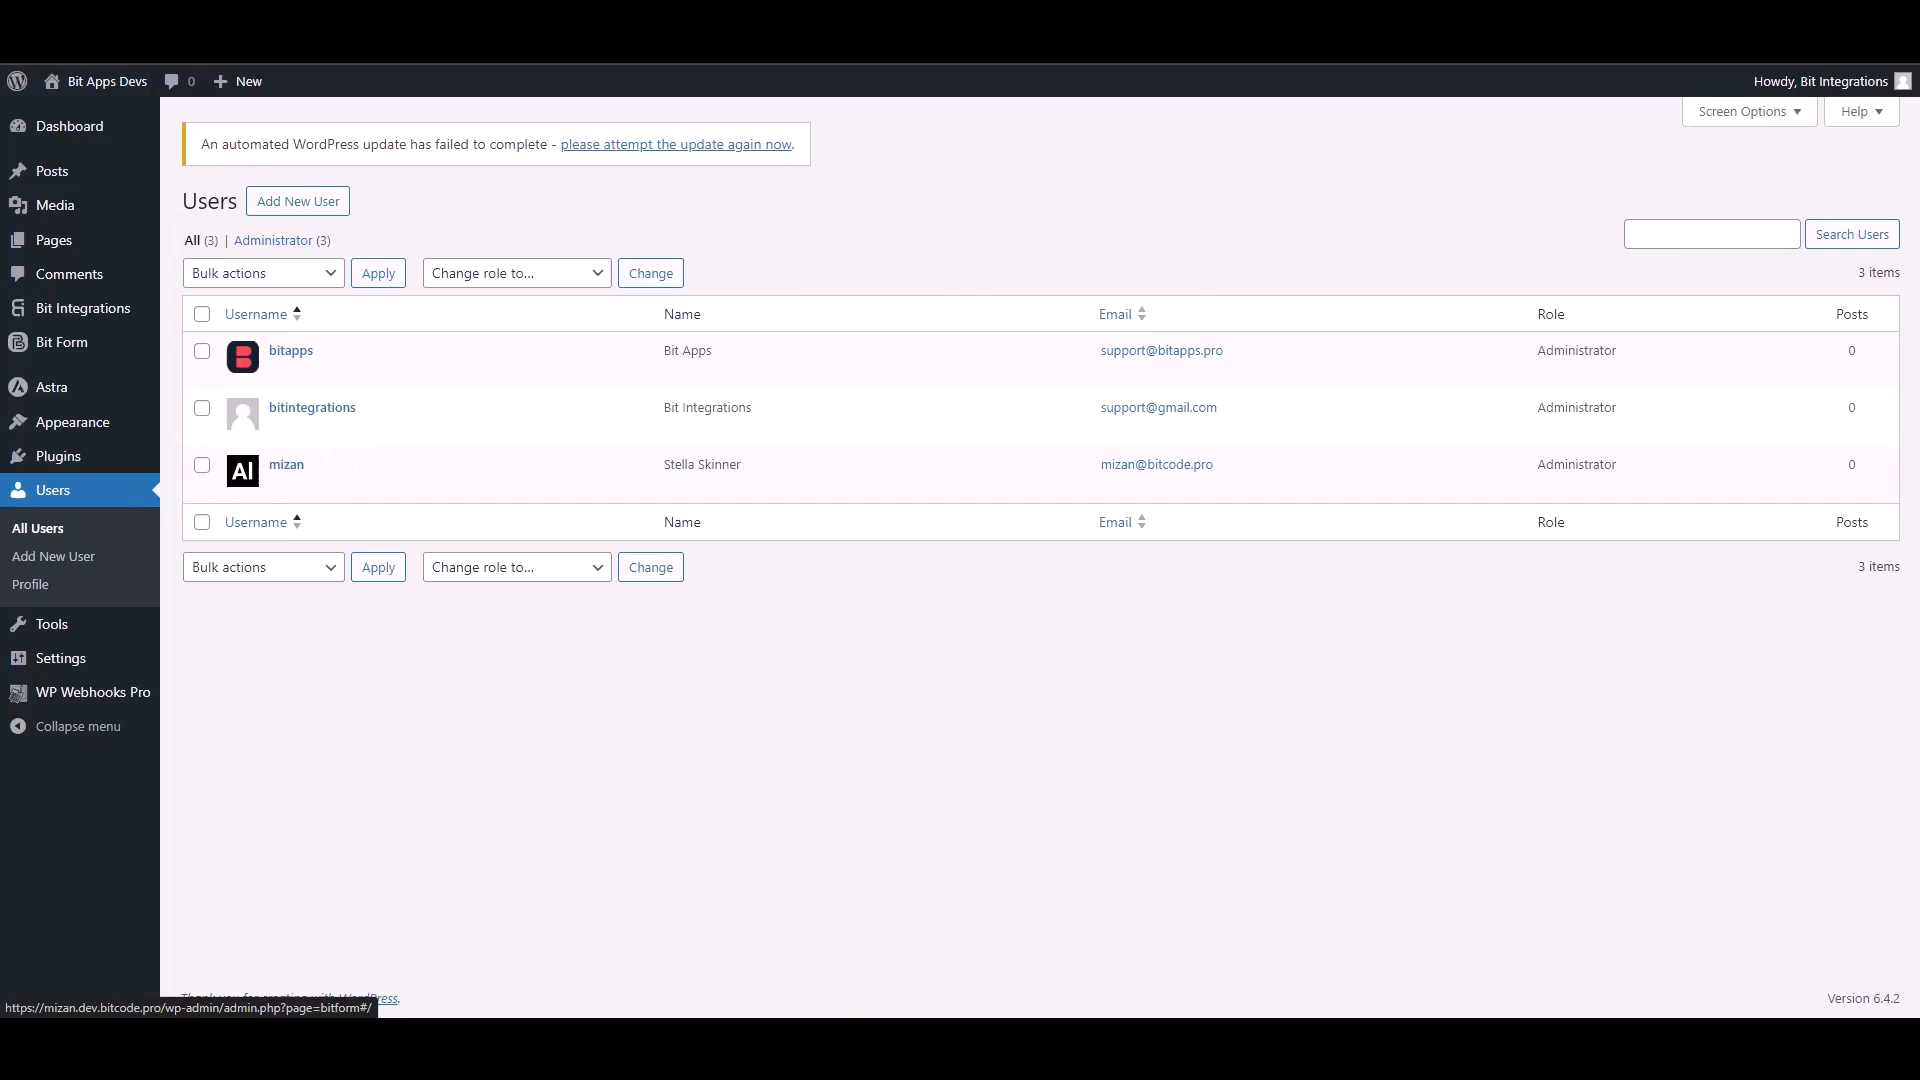 Bit Apps Devs 0 New Howdy, Bit Integrations
Screen Options Help
Dashboard
Posts
Media
Pages
Comments
Bit Integrations
Bit Form
Astra
Appearance
Plugins
Users
All Users
Add New User
Profile
Tools
Settings
WP Webhooks Pro
Collapse menu
An automated WordPress update has failed to complete - please attempt the update again now.
Users Add New User
All (3) | Administrator (3)
Search Users
Bulk actions Apply Change role to... Change 3 items
Username Name Email Role Posts
bitapps Bit Apps support@bitapps.pro Administrator 0
bitintegrations Bit Integrations support@gmail.com Administrator 0
AI mizan Stella Skinner mizan@bitcode.pro Administrator 0
Username Name Email Role Posts
Bulk actions Apply Change role to... Change 3 items
Thank you for creating with WordPress. Version 6.4.2
https://mizan.dev.bitcode.pro/wp-admin/admin.php?page=bitform#/